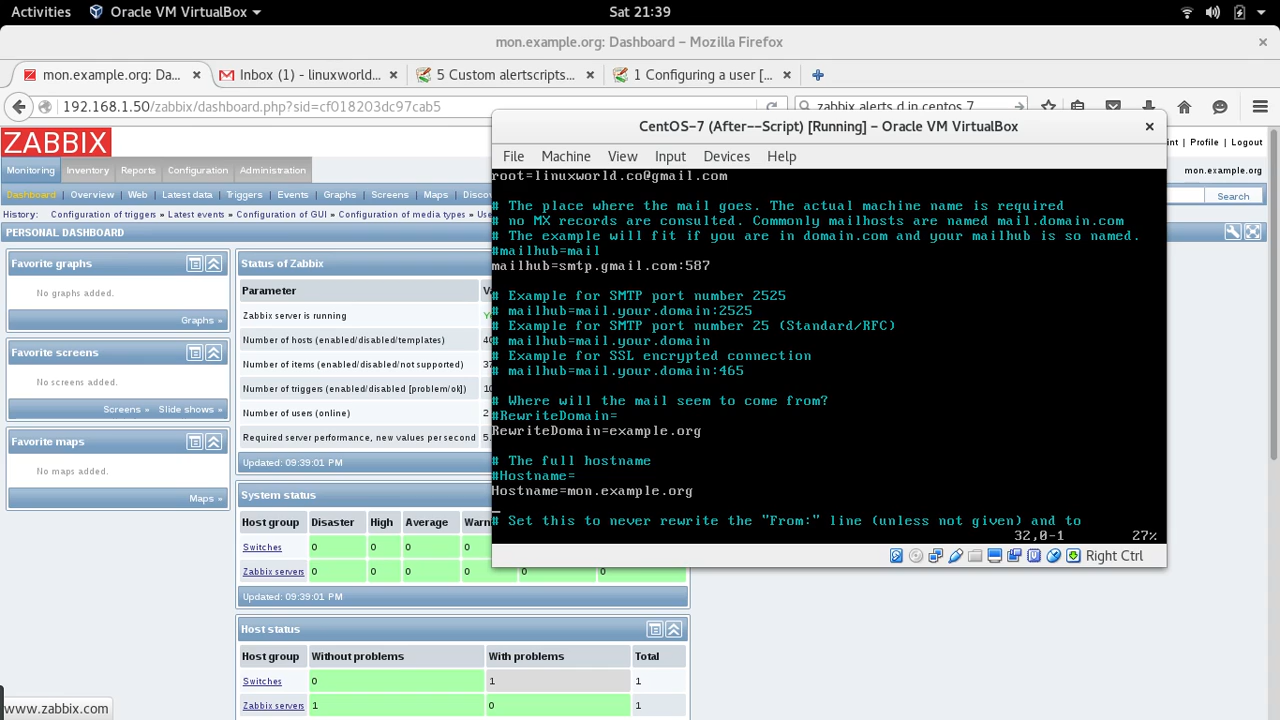 Activities
Oracle VM VirtualBox
Sat 21:39
mon.example.org: Dashboard – Mozilla Firefox
mon.example.org: Da...
Inbox (1) - linuxworld...
5 Custom alertscripts...
1 Configuring a user [...
192.168.1.50/zabbix/dashboard.php?sid=cf018203dc97cab5
zabbix alerts d in centos 7
ZABBIX
Profile | Logout
Monitoring Inventory Reports Configuration Administration
mon.example.org
Dashboard | Overview | Web | Latest data | Triggers | Events | Graphs | Screens | Maps |
Search
History: Configuration of triggers » Latest events » Configuration of GUI » Configuration of media types »
PERSONAL DASHBOARD
Favorite graphs
No graphs added.
Graphs »
Favorite screens
No screens added.
Screens » Slide shows »
Favorite maps
No maps added.
Maps »
Status of Zabbix
Parameter
Zabbix server is running
Number of hosts (enabled/disabled/templates)
Number of items (enabled/disabled/not supported)
Number of triggers (enabled/disabled [problem/ok])
Number of users (online) 2
Required server performance, new values per second 5.
Updated: 09:39:01 PM
System status
Host group Disaster High Average
Switches 0 0 0 0
Zabbix servers 0 0 0 0 0 0
Updated: 09:39:01 PM
Host status
Host group Without problems With problems Total
Switches 0 1 1
Zabbix servers 1 0 1
www.zabbix.com
CentOS-7 (After--Script) [Running] – Oracle VM VirtualBox
File Machine View Input Devices Help
root=linuxworld.co@gmail.com
# The place where the mail goes. The actual machine name is required
# no MX records are consulted. Commonly mailhosts are named mail.domain.com
# The example will fit if you are in domain.com and your mailhub is so named.
#mailhub=mail
mailhub=smtp.gmail.com:587
# Example for SMTP port number 2525
# mailhub=mail.your.domain:2525
# Example for SMTP port number 25 (Standard/RFC)
# mailhub=mail.your.domain
# Example for SSL encrypted connection
# mailhub=mail.your.domain:465
# Where will the mail seem to come from?
#RewriteDomain=
RewriteDomain=example.org
# The full hostname
#Hostname=
Hostname=mon.example.org
# Set this to never rewrite the "From:" line (unless not given) and to
32,0-1 27%
Right Ctrl